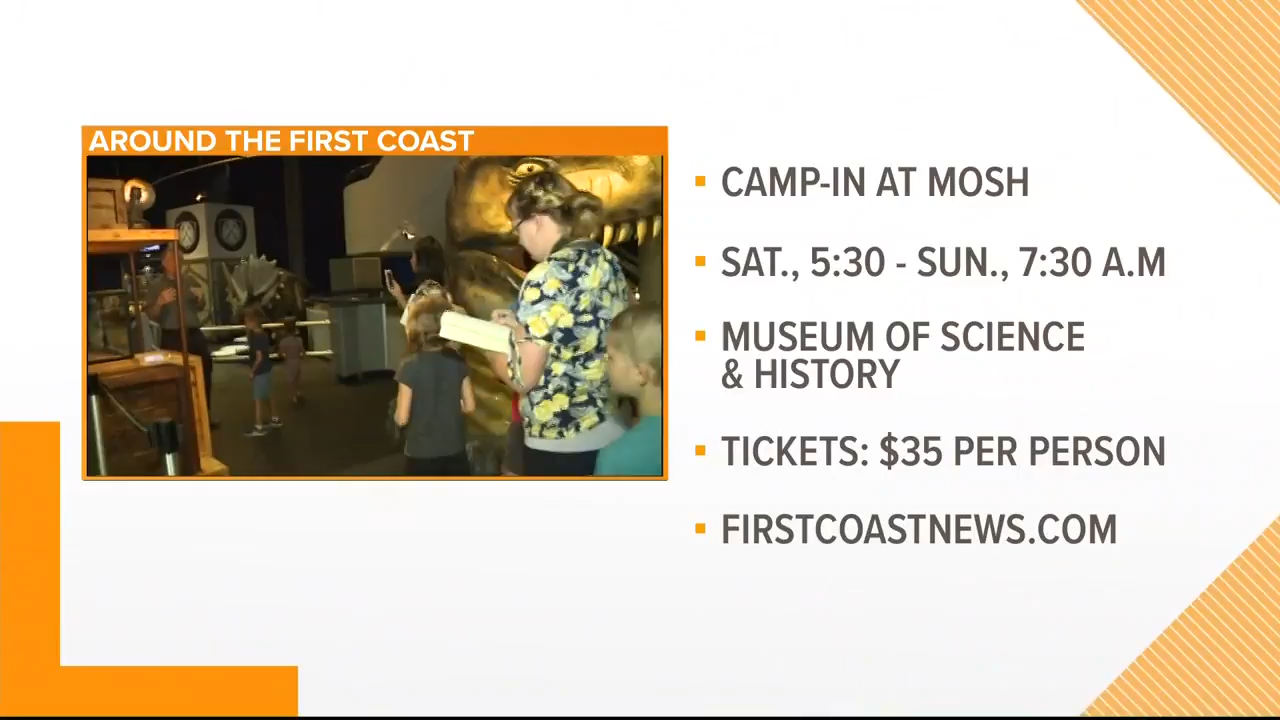 AROUND THE FIRST COAST
CAMP-IN AT MOSH
SAT., 5:30 - SUN., 7:30 A.M
MUSEUM OF SCIENCE
& HISTORY
TICKETS: $35 PER PERSON
FIRSTCOASTNEWS.COM